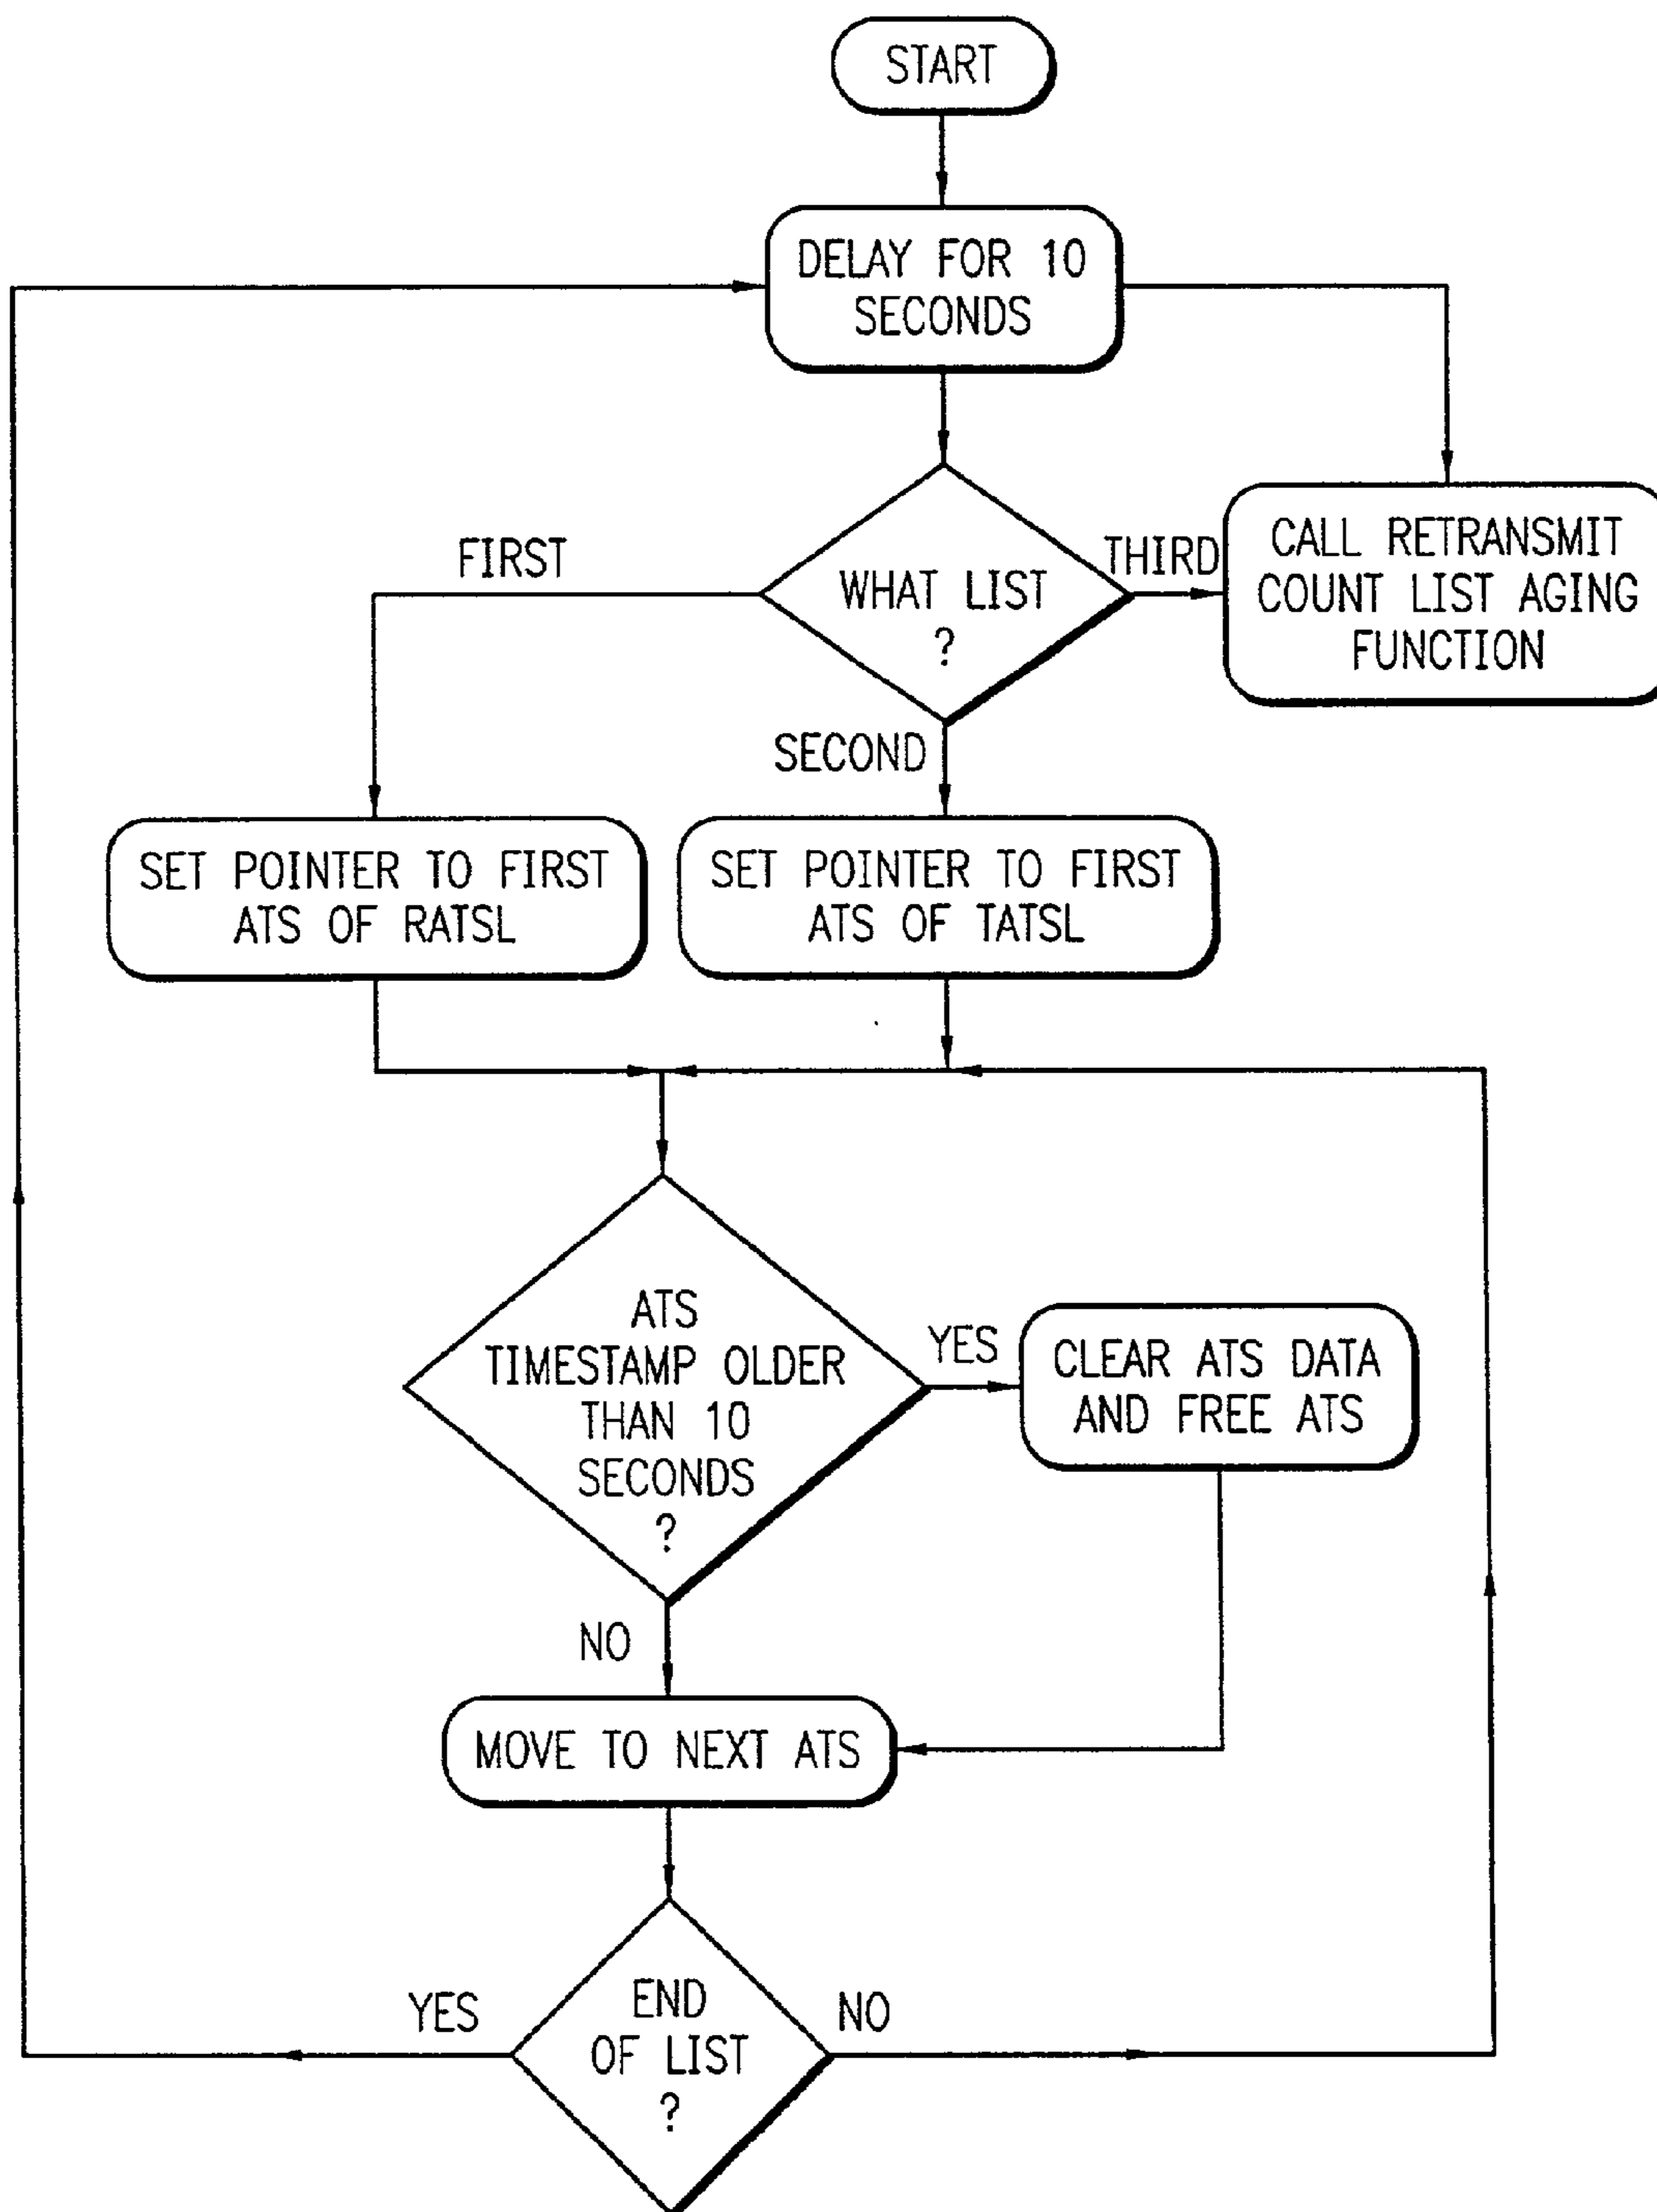 START
DELAY FOR 10
SECONDS
FIRST
WHAT LIST
?
THIRD
CALL RETRANSMIT
COUNT LIST AGING
FUNCTION
SECOND
SET POINTER TO FIRST
ATS OF RATSL
SET POINTER TO FIRST
ATS OF TATSL
ATS
TIMESTAMP OLDER
THAN 10
SECONDS
?
YES
CLEAR ATS DATA
AND FREE ATS
NO
MOVE TO NEXT ATS
YES
END
OF LIST
?
NO